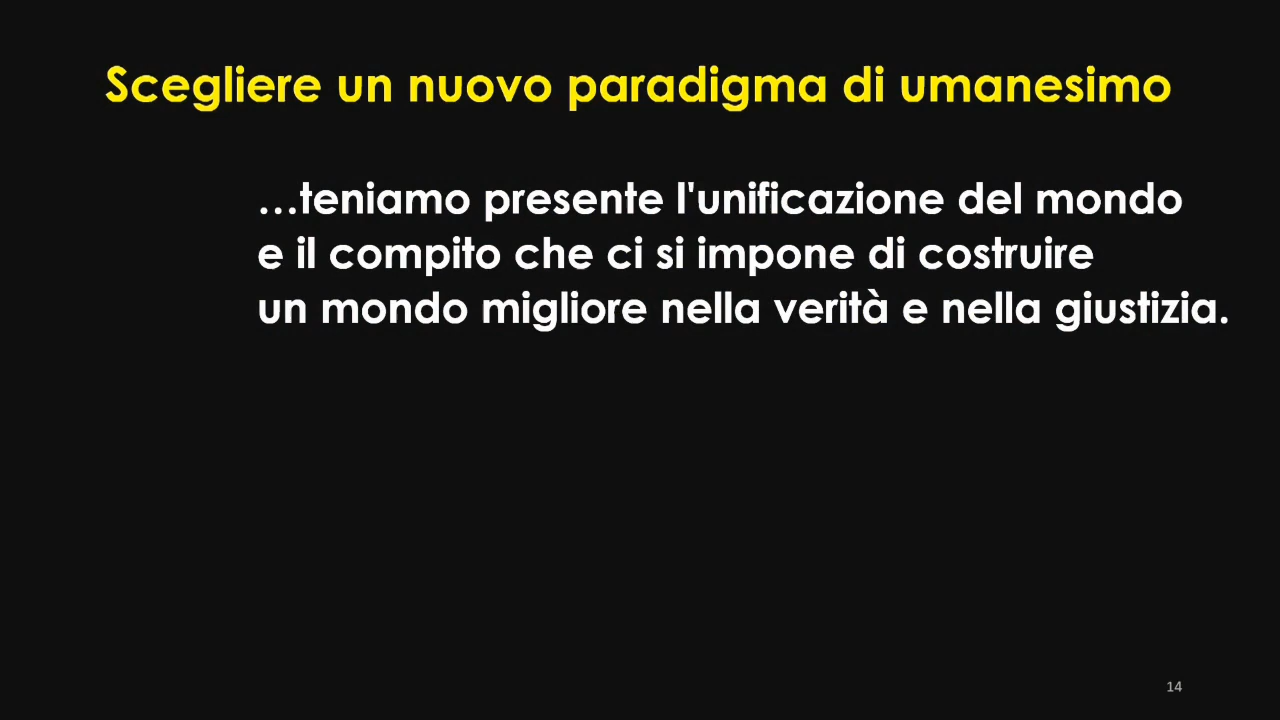 Scegliere un nuovo paradigma di umanesimo
…teniamo presente l'unificazione del mondo
e il compito che ci si impone di costruire
un mondo migliore nella verità e nella giustizia.
14